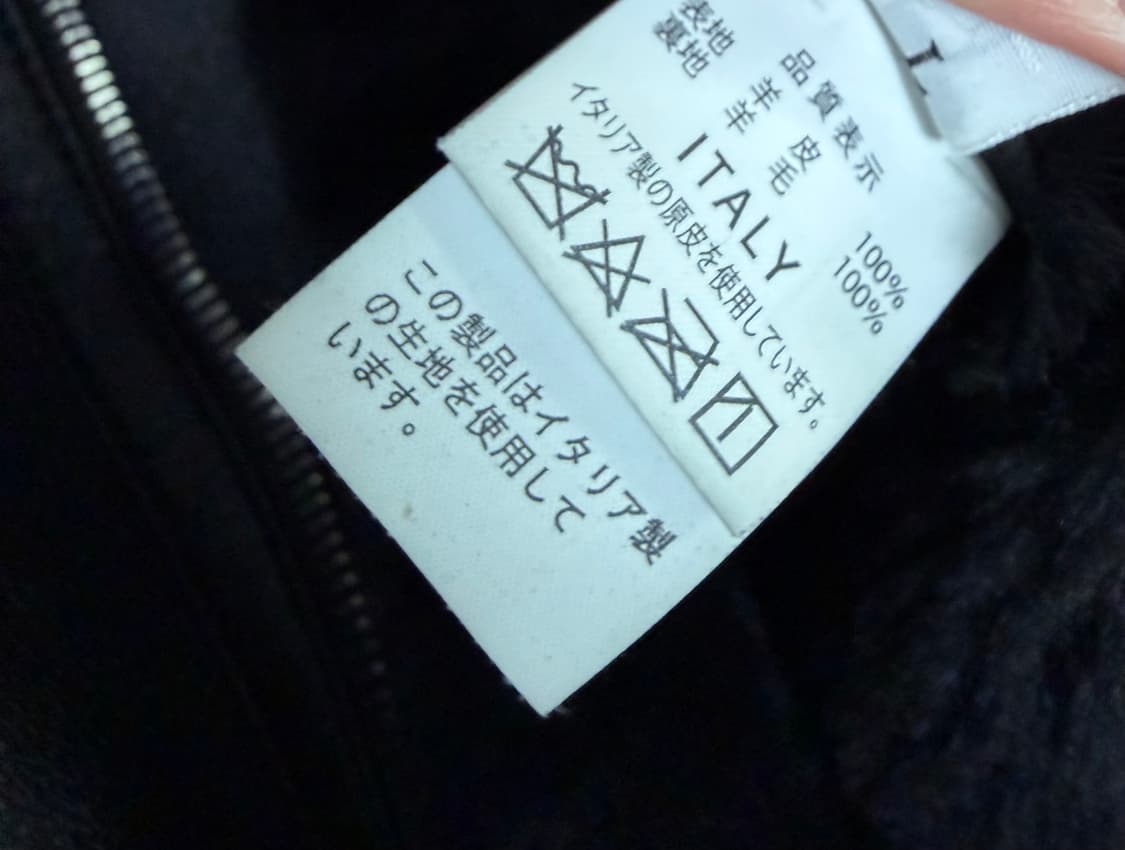 L
品質表示
表地 羊皮 100%
裏地 羊毛 100%
ITALY
イタリア製の原皮を使用しています。
この製品はイタリア製
の生地を使用して
います。